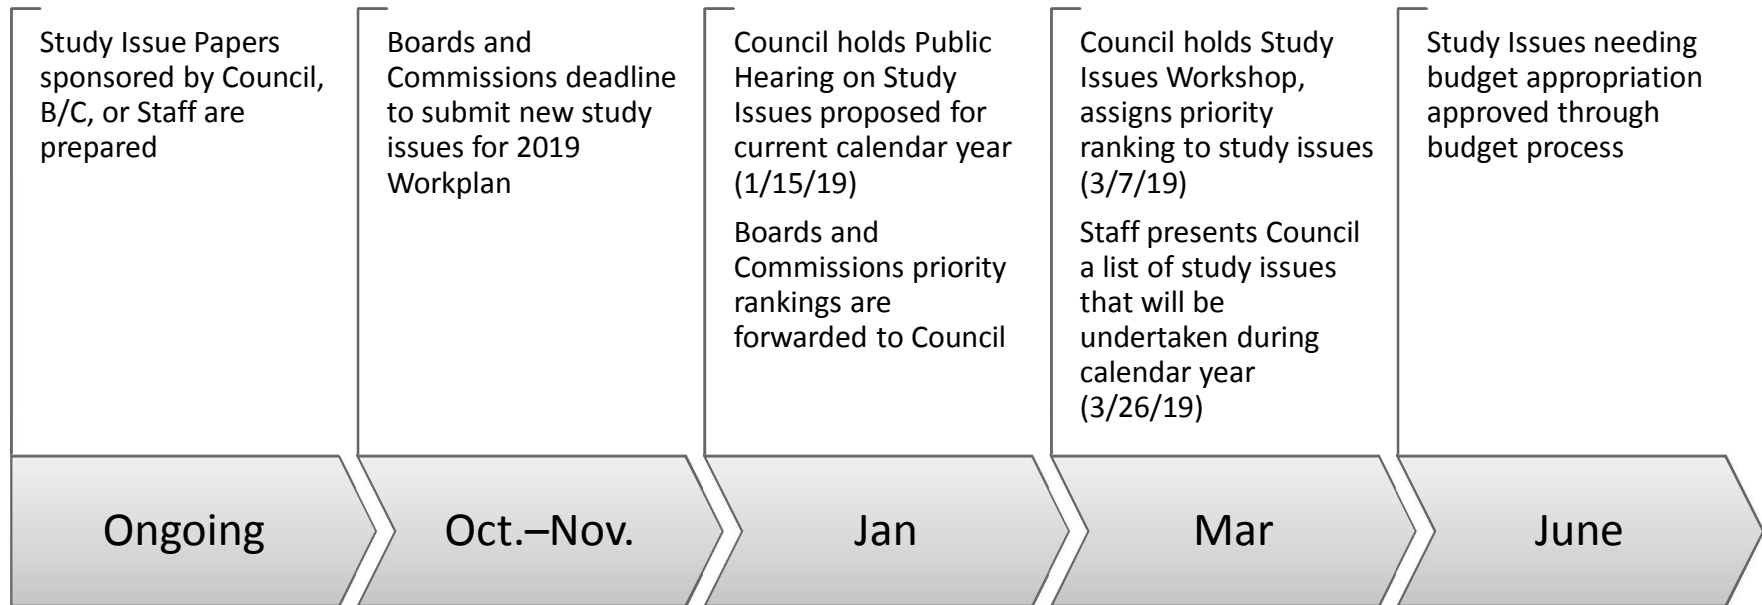 Study Issue Papers
sponsored by Council,
B/C, or Staff are
prepared
Boards and
Commissions deadline
to submit new study
issues for 2019
Workplan
Council holds Public
Hearing on Study
Issues proposed for
current calendar year
(1/15/19)
Boards and
Commissions priority
rankings are
forwarded to Council
Council holds Study
Issues Workshop,
assigns priority
ranking to study issues
(3/7/19)
Staff presents Council
a list of study issues
that will be
undertaken during
calendar year
(3/26/19)
Study Issues needing
budget appropriation
approved through
budget process
Ongoing
Oct.–Nov.
Jan
Mar
June